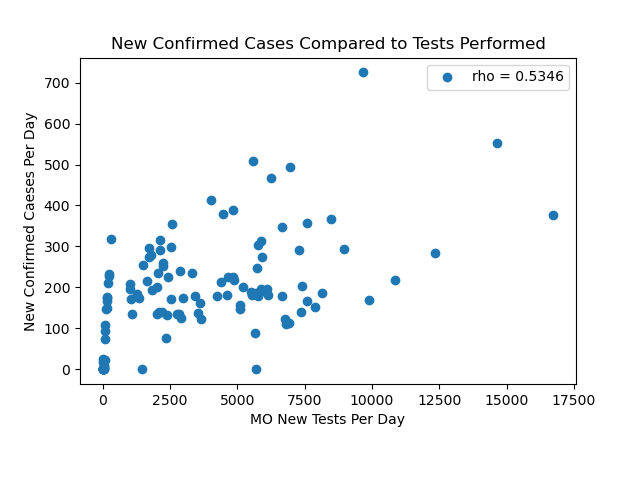 New Confirmed Cases Compared to Tests Performed
rho = 0.5346
700
600
500
400
300
200
100
0
New Confirmed Caeses Per Day
0 2500 5000 7500 10000 12500 15000 17500
MO New Tests Per Day